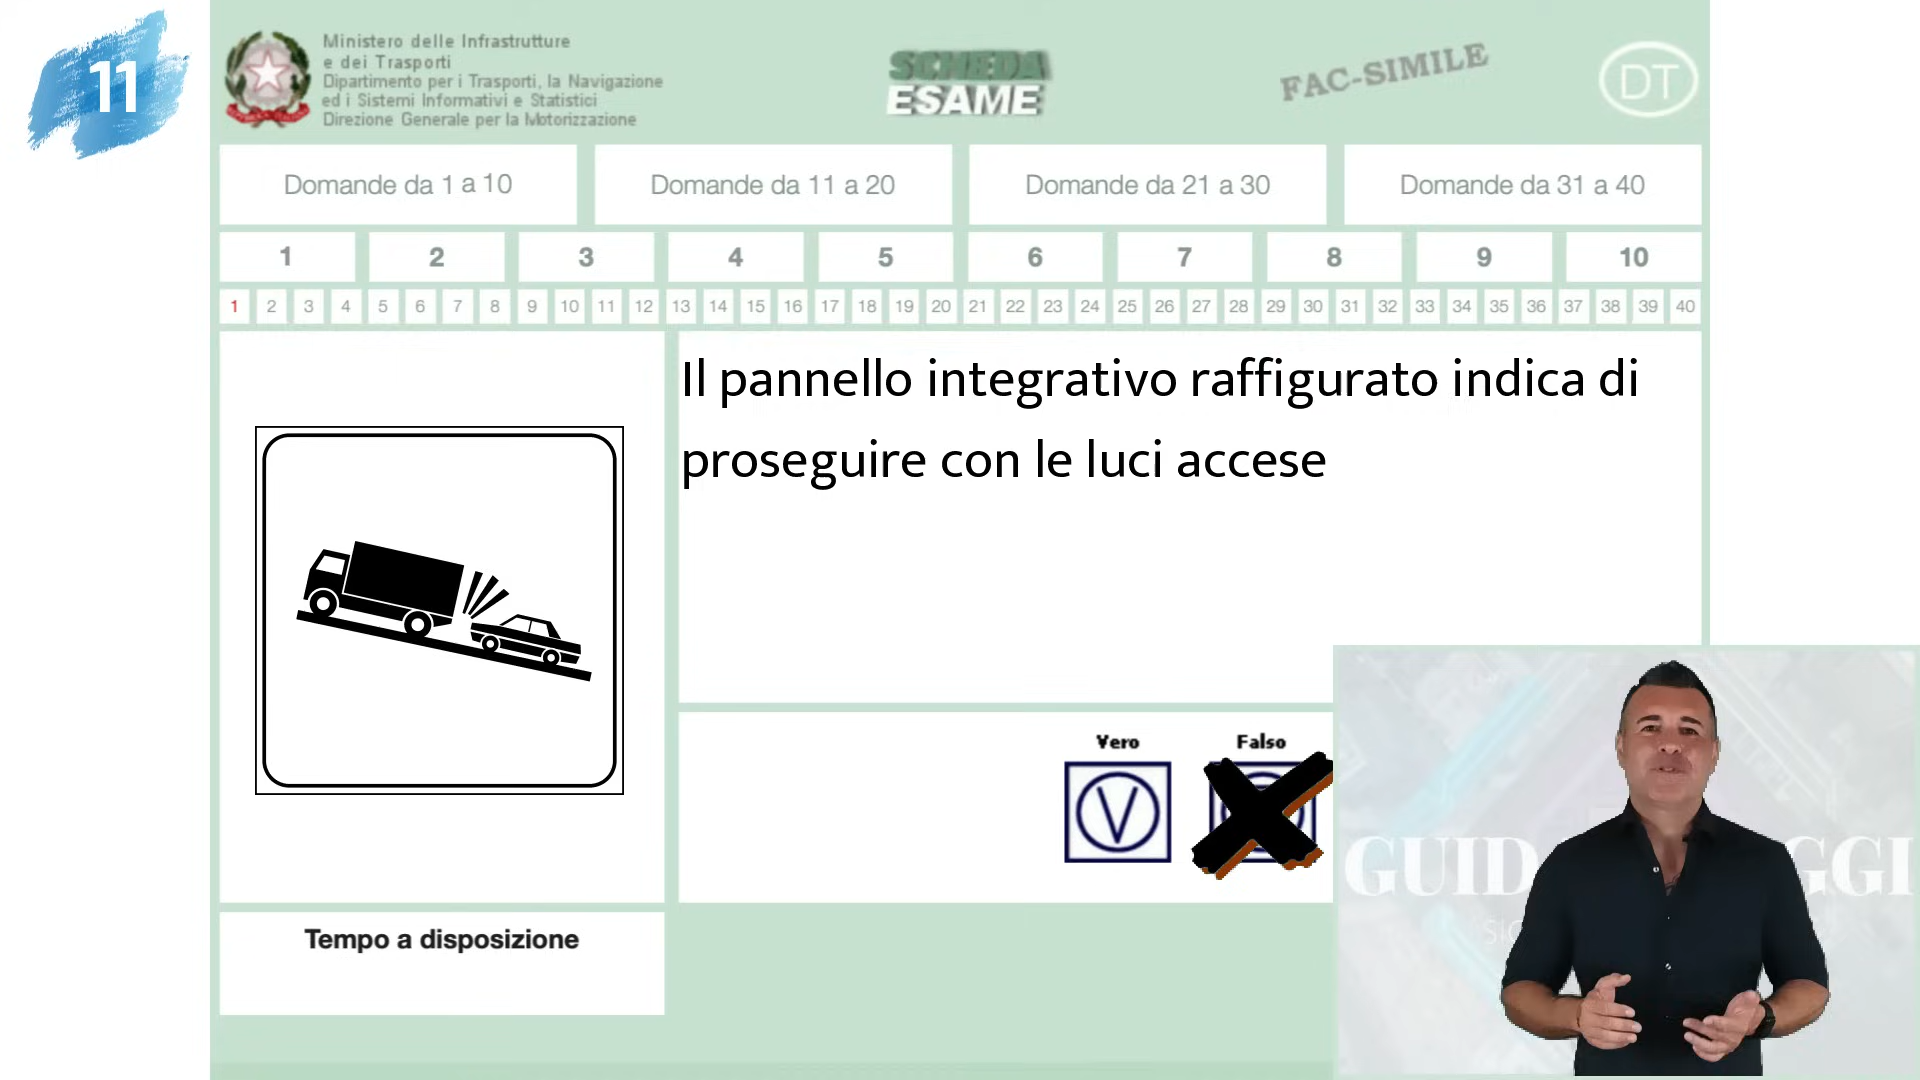 11
Ministero delle Infrastrutture
e dei Trasporti
Dipartimento per i Trasporti, la Navigazione
ed i Sistemi Informativi e Statistici
Direzione Generale per la Motorizzazione
SCHEDA
ESAME
FAC-SIMILE
DT
Domande da 1 a 10
Domande da 11 a 20
Domande da 21 a 30
Domande da 31 a 40
1 2 3 4 5 6 7 8 9 10
1 2 3 4 5 6 7 8 9 10 11 12 13 14 15 16 17 18 19 20 21 22 23 24 25 26 27 28 29 30 31 32 33 34 35 36 37 38 39 40
Il pannello integrativo raffigurato indica di
proseguire con le luci accese
Vero
Falso
V
Tempo a disposizione